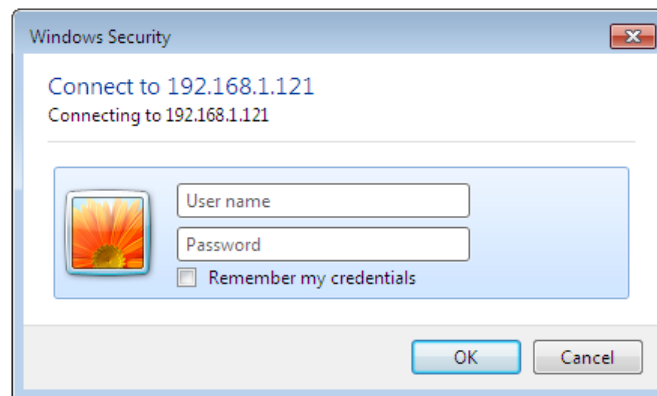 Windows Security
Connect to 192.168.1.121
Connecting to 192.168.1.121
User name
Password
Remember my credentials
OK
Cancel